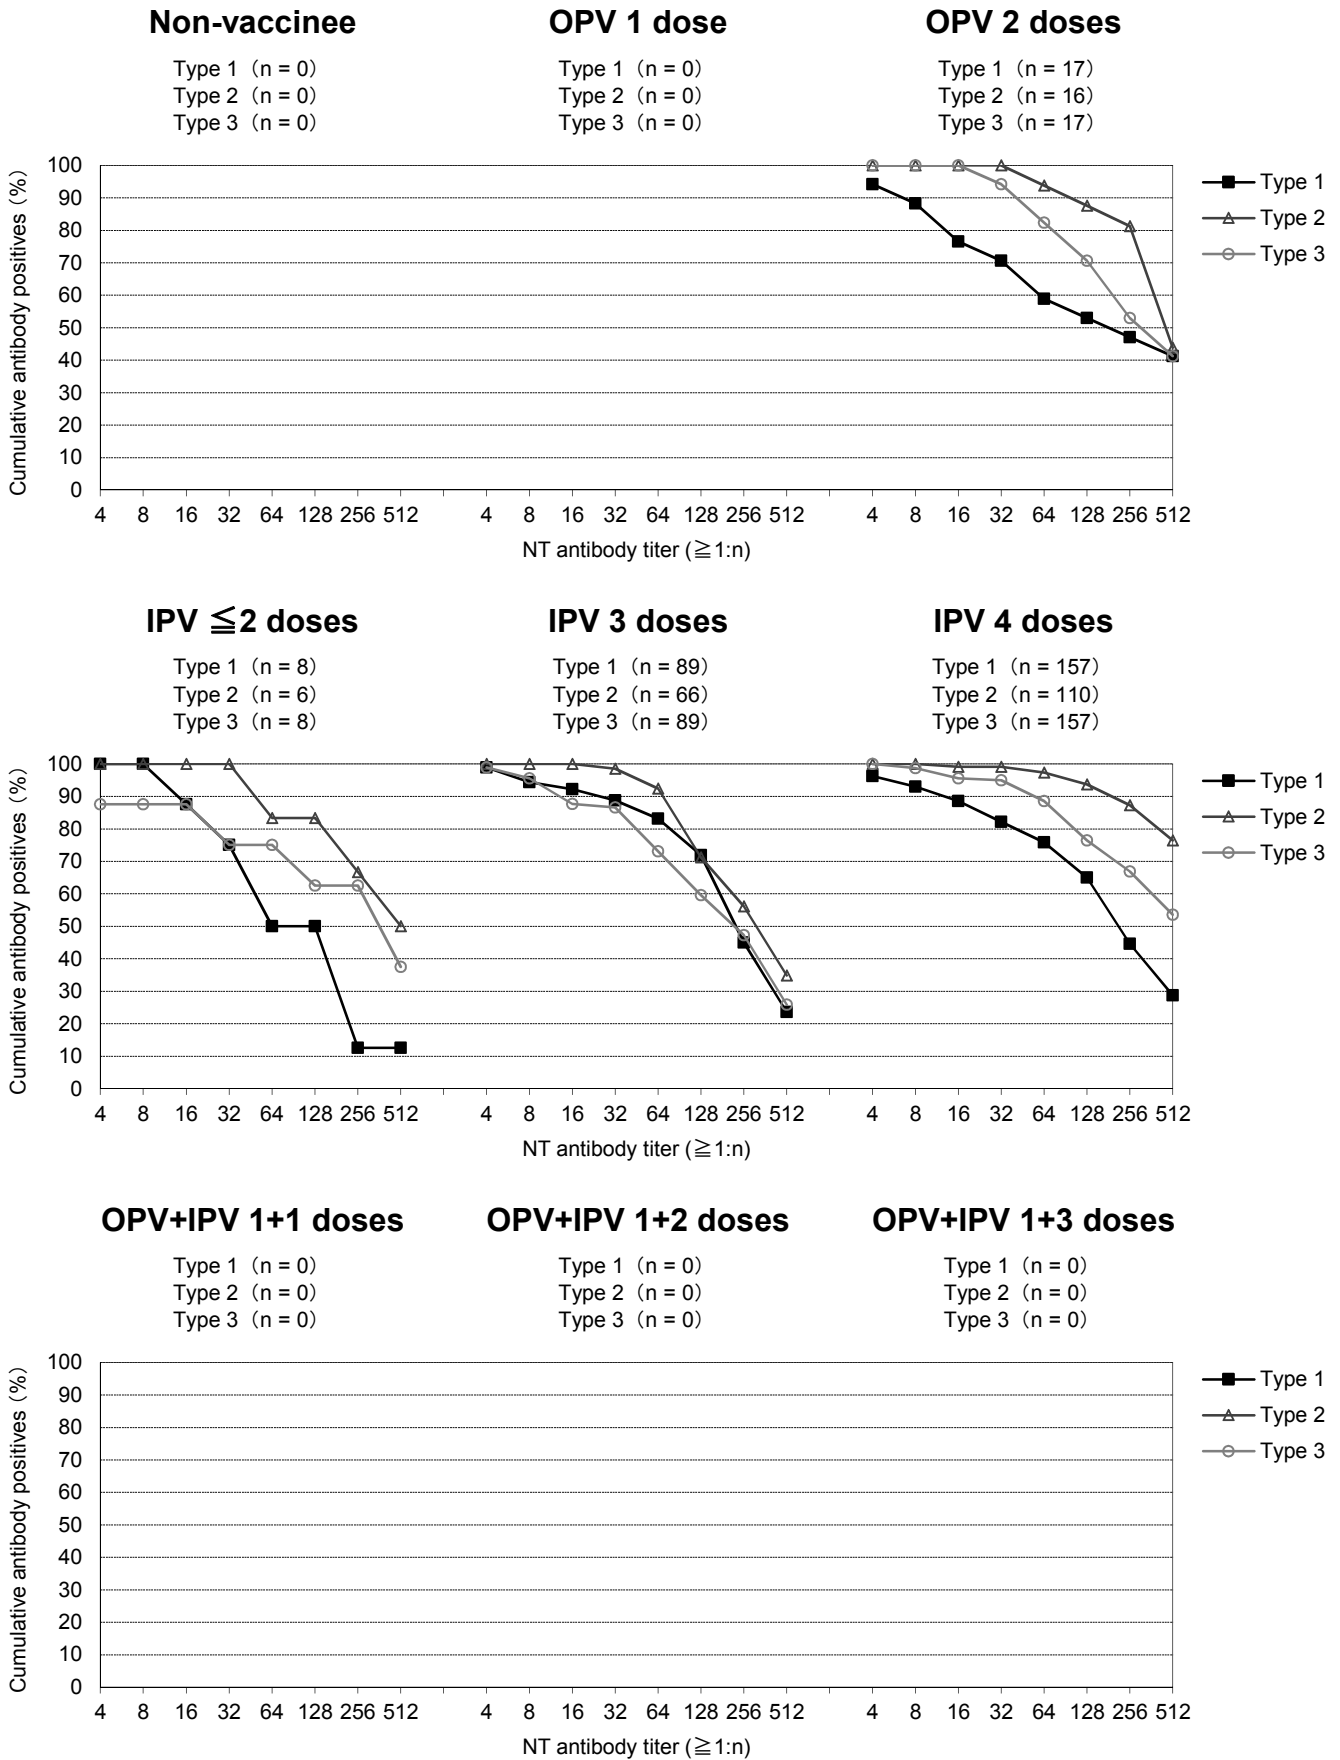 Non-vaccinee OPV 1 dose OPV 2 doses
Type 1（n = 0） Type 1（n = 0） Type 1（n = 17）
Type 2（n = 0） Type 2（n = 0） Type 2（n = 16）
Type 3（n = 0） Type 3（n = 0） Type 3（n = 17）
Cumulative antibody positives（%）
100
90
80
70
60
50
40
30
20
10
0
4 8 16 32 64 128 256 512 4 8 16 32 64 128 256 512 4 8 16 32 64 128 256 512
NT antibody titer (≧1:n)
Type 1
Type 2
Type 3
IPV ≦2 doses IPV 3 doses IPV 4 doses
Type 1（n = 8） Type 1（n = 89） Type 1（n = 157）
Type 2（n = 6） Type 2（n = 66） Type 2（n = 110）
Type 3（n = 8） Type 3（n = 89） Type 3（n = 157）
Cumulative antibody positives（%）
100
90
80
70
60
50
40
30
20
10
0
4 8 16 32 64 128 256 512 4 8 16 32 64 128 256 512 4 8 16 32 64 128 256 512
NT antibody titer (≧1:n)
Type 1
Type 2
Type 3
OPV+IPV 1+1 doses OPV+IPV 1+2 doses OPV+IPV 1+3 doses
Type 1（n = 0） Type 1（n = 0） Type 1（n = 0）
Type 2（n = 0） Type 2（n = 0） Type 2（n = 0）
Type 3（n = 0） Type 3（n = 0） Type 3（n = 0）
Cumulative antibody positives（%）
100
90
80
70
60
50
40
30
20
10
0
4 8 16 32 64 128 256 512 4 8 16 32 64 128 256 512 4 8 16 32 64 128 256 512
NT antibody titer (≧1:n)
Type 1
Type 2
Type 3